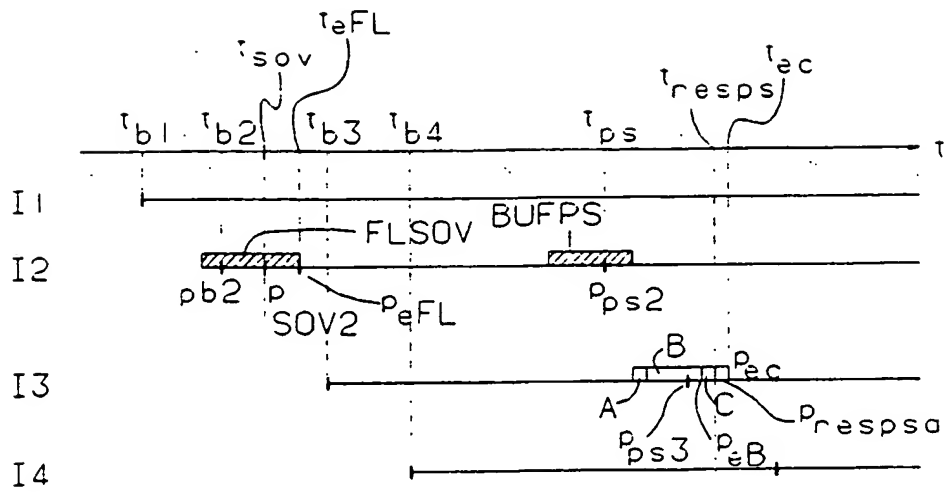 τeFL
τsov τec
τresps
τb1 τb2 τb3 τb4 τps
τ
I1
BUFPS
FLSOV
I2
pb2 p peFL pps2
SOV2
B pec
I3
A C prespsa
pps3 peB
I4